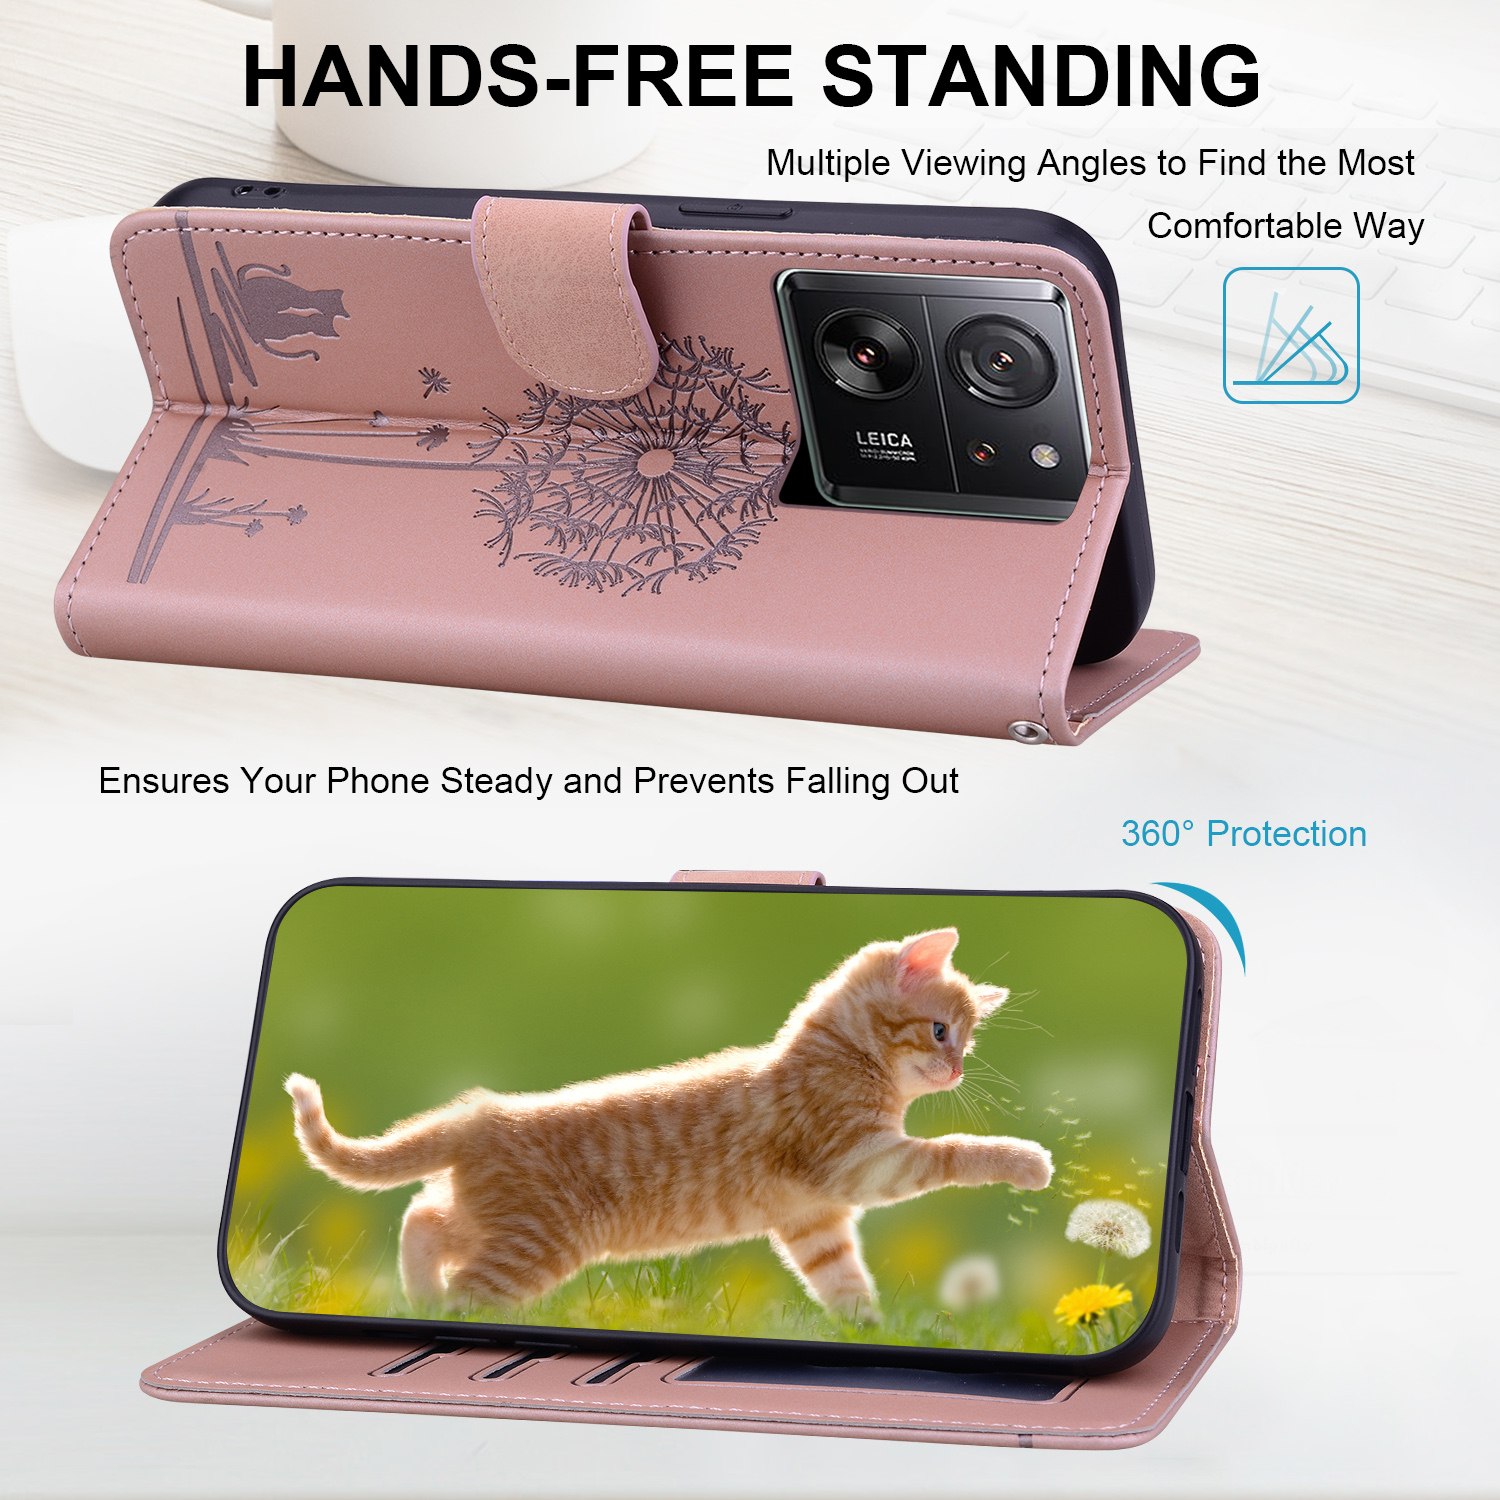 HANDS-FREE STANDING
Multiple Viewing Angles to Find the Most
Comfortable Way
LEICA
Ensures Your Phone Steady and Prevents Falling Out
360° Protection